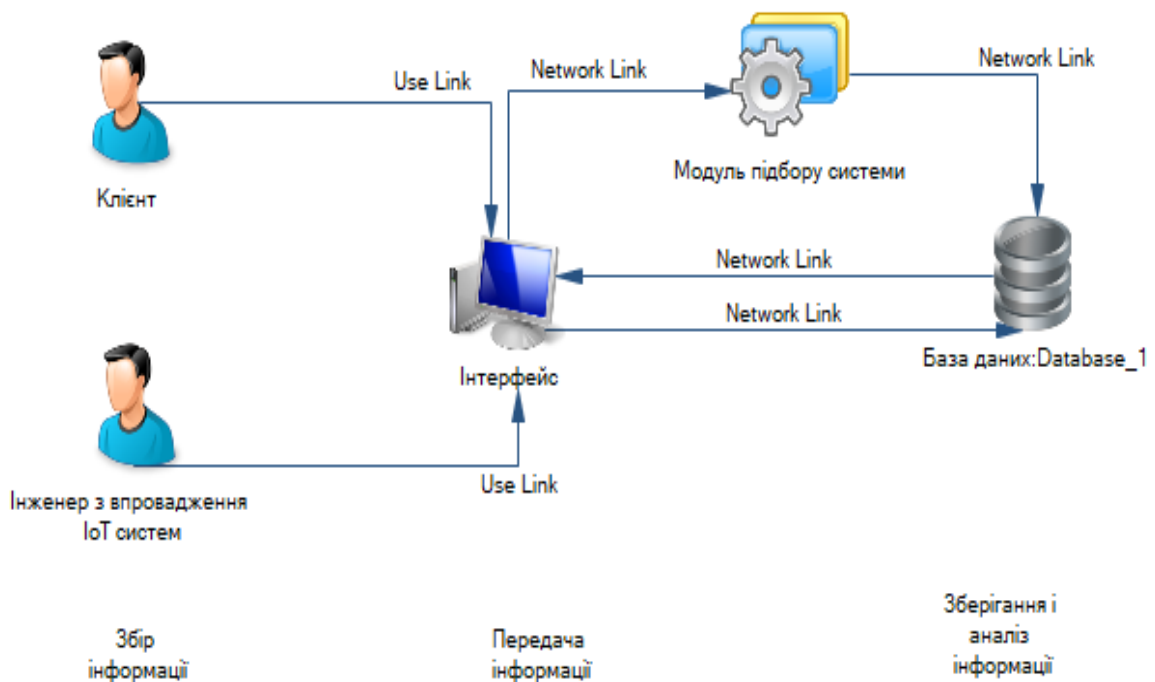 Use Link
Network Link
Network Link
Клієнт
Модуль підбору системи
Network Link
Network Link
Інтерфейс
База даних:Database_1
Use Link
Інженер з впровадження
ІоТ систем
Збір
інформації
Передача
інформації
Зберігання і
аналіз
інформації